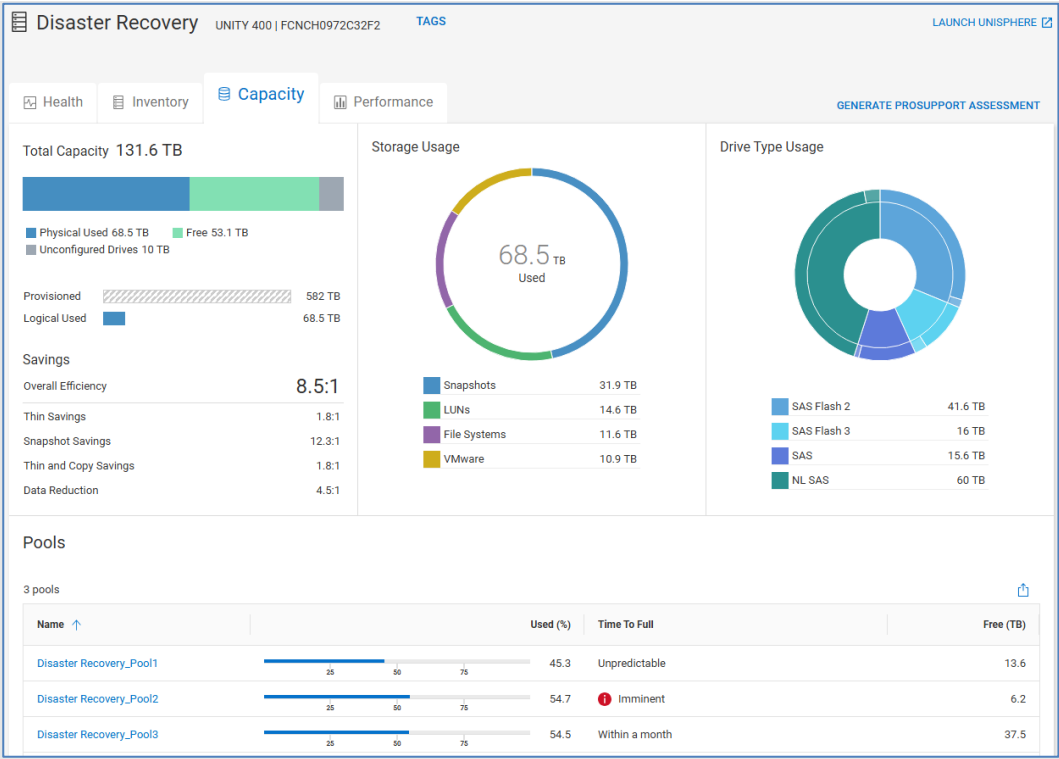 Disaster Recovery UNITY 400 | FCNCH0972C32F2 TAGS LAUNCH UNISPHERE
Health Inventory Capacity Performance GENERATE PROSUPPORT ASSESSMENT
Total Capacity 131.6 TB
Physical Used 68.5 TB Free 53.1 TB
Unconfigured Drives 10 TB
Provisioned 582 TB
Logical Used 68.5 TB
Savings
Overall Efficiency 8.5:1
Thin Savings 1.8:1
Snapshot Savings 12.3:1
Thin and Copy Savings 1.8:1
Data Reduction 4.5:1
Storage Usage
68.5 TB
Used
Snapshots 31.9 TB
LUNs 14.6 TB
File Systems 11.6 TB
VMware 10.9 TB
Drive Type Usage
SAS Flash 2 41.6 TB
SAS Flash 3 16 TB
SAS 15.6 TB
NL SAS 60 TB
Pools
3 pools
Name Used (%) Time To Full Free (TB)
Disaster Recovery_Pool1 45.3 Unpredictable 13.6
25 50 75
Disaster Recovery_Pool2 54.7 Imminent 6.2
25 50 75
Disaster Recovery_Pool3 54.5 Within a month 37.5
25 50 75